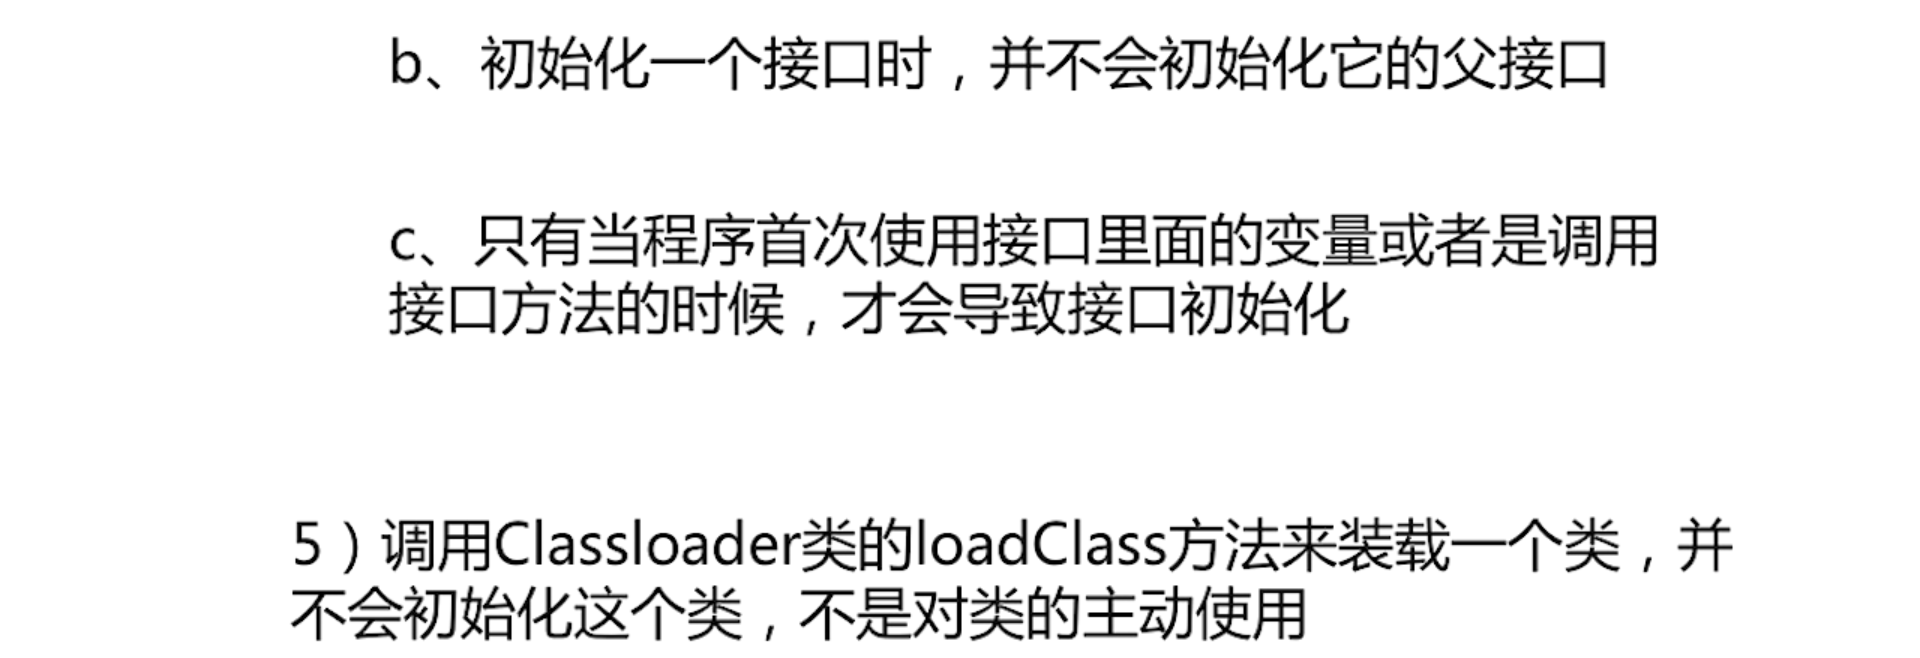 b、初始化一个接口时，并不会初始化它的父接口
c、只有当程序首次使用接口里面的变量或者是调用
接口方法的时候，才会导致接口初始化
5）调用Classloader类的loadClass方法来装载一个类，并
不会初始化这个类，不是对类的主动使用